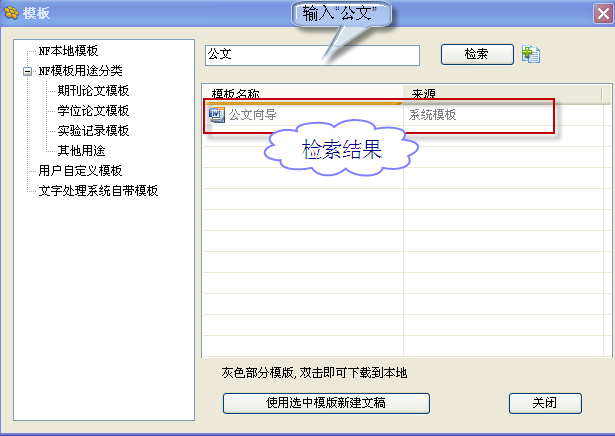 模板
输入"公文"
公文
检索
NF本地模板
NF模板用途分类
期刊论文模板
学位论文模板
实验记录模板
其他用途
用户自定义模板
文字处理系统自带模板
模板名称 来源
公文向导 系统模板
检索结果
灰色部分模版,双击即可下载到本地
使用选中模版新建文稿
关闭